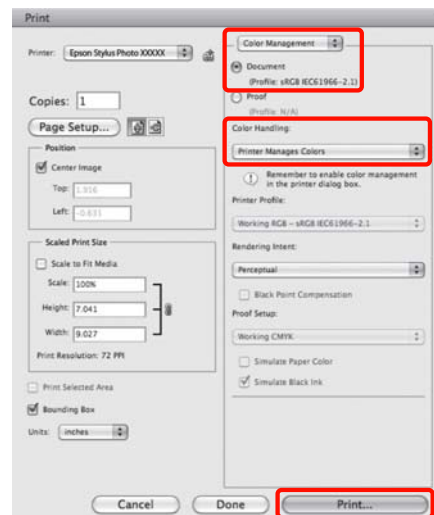 Print
Printer: Epson Stylus Photo XXXXX
Copies: 1
Page Setup...
Position
Center Image
Top: 1.916
Left: -0.631
Scaled Print Size
Scale to Fit Media
Scale: 100%
Height: 7.041
Width: 9.027
Print Resolution: 72 PPI
Print Selected Area
Bounding Box
Units: inches
Color Management
Document
(Profile: sRGB IEC61966-2.1)
Proof
(Profile: N/A)
Color Handling:
Printer Manages Colors
Remember to enable color management
in the printer dialog box.
Printer Profile:
Working RGB - sRGB IEC61966-2.1
Rendering Intent:
Perceptual
Black Point Compensation
Proof Setup:
Working CMYK
Simulate Paper Color
Simulate Black Ink
Cancel
Done
Print...